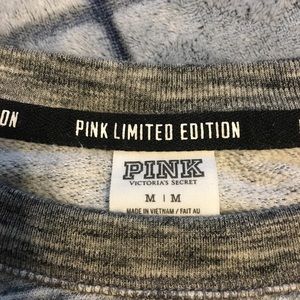 ON PINK LIMITED EDITION
PINK
VICTORIA'S SECRET
M | M
MADE IN VIETNAM / FAIT AU